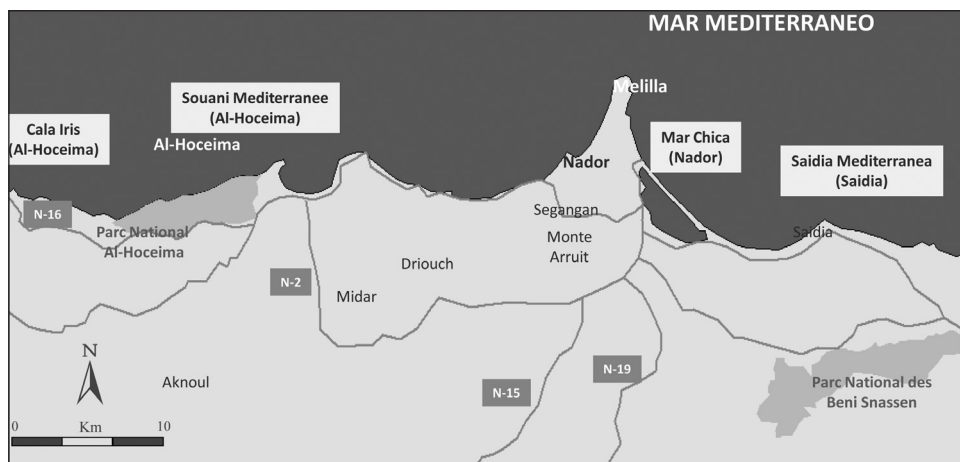 MAR MEDITERRANEO
Melilla
Souani Mediterranee
(Al-Hoceima)
Cala Iris
(Al-Hoceima)
Al-Hoceima
Mar Chica
(Nador)
Nador
Saidia Mediterranea
(Saidia)
N-16
Segangan
Parc National
Al-Hoceima
Saidia
Monte
Arruit
Driouch
N-2
Midar
N
Aknoul
N-15
N-19
Parc National des
Beni Snassen
0 Km 10